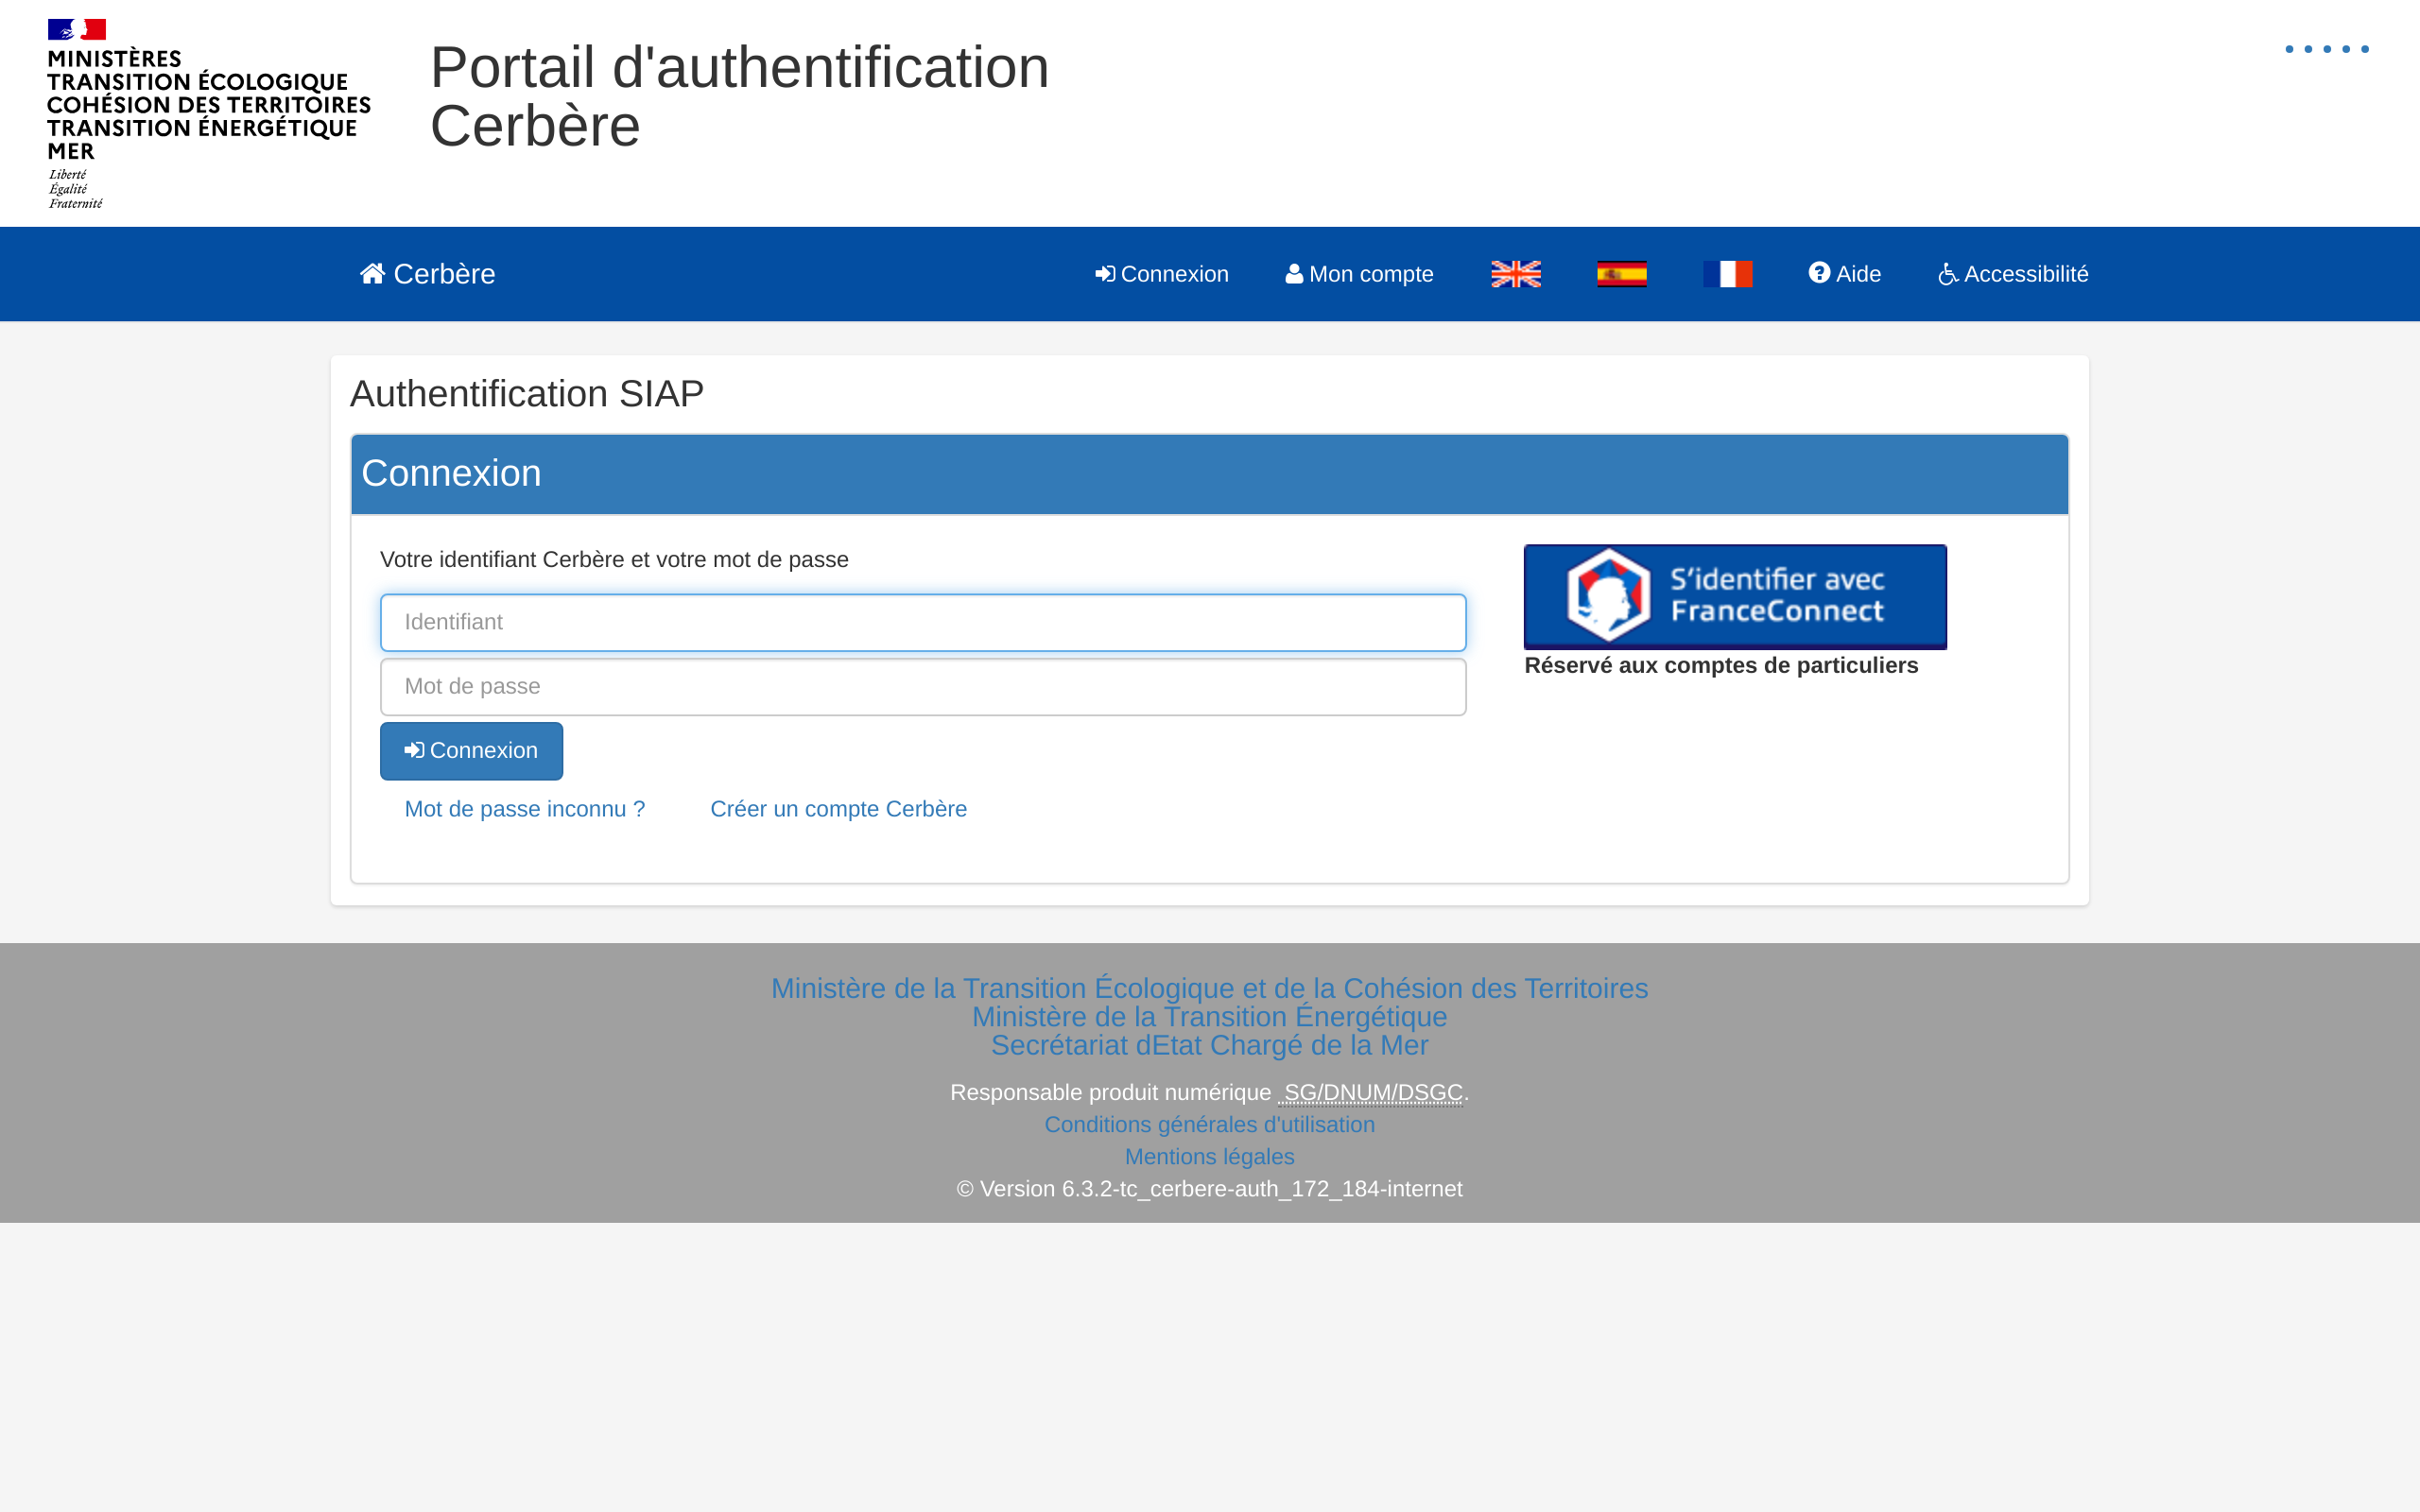 MINISTÈRES
TRANSITION ÉCOLOGIQUE
COHÉSION DES TERRITOIRES
TRANSITION ÉNERGÉTIQUE
MER
Liberté
Égalité
Fraternité
Portail d'authentification
Cerbère
Cerbère
Connexion
Mon compte
Aide
Accessibilité
Authentification SIAP
Connexion
Votre identifiant Cerbère et votre mot de passe
Identifiant
Mot de passe
Connexion
Mot de passe inconnu ?
Créer un compte Cerbère
S'identifier avec
FranceConnect
Réservé aux comptes de particuliers
Ministère de la Transition Écologique et de la Cohésion des Territoires
Ministère de la Transition Énergétique
Secrétariat dEtat Chargé de la Mer
Responsable produit numérique SG/DNUM/DSGC.
Conditions générales d'utilisation
Mentions légales
© Version 6.3.2-tc_cerbere-auth_172_184-internet